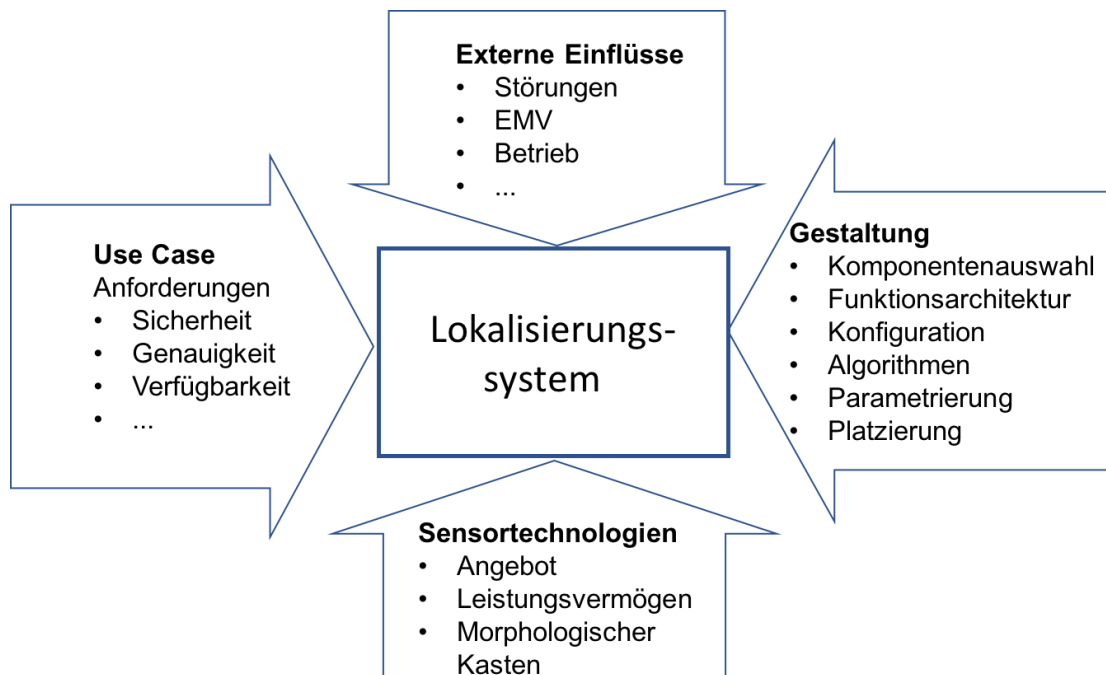 Externe Einflüsse
• Störungen
• EMV
• Betrieb
• ...
Use Case
Anforderungen
• Sicherheit
• Genauigkeit
• Verfügbarkeit
• ...
Lokalisierungs-
system
Gestaltung
• Komponentenauswahl
• Funktionsarchitektur
• Konfiguration
• Algorithmen
• Parametrierung
• Platzierung
Sensortechnologien
• Angebot
• Leistungsvermögen
• Morphologischer
Kasten